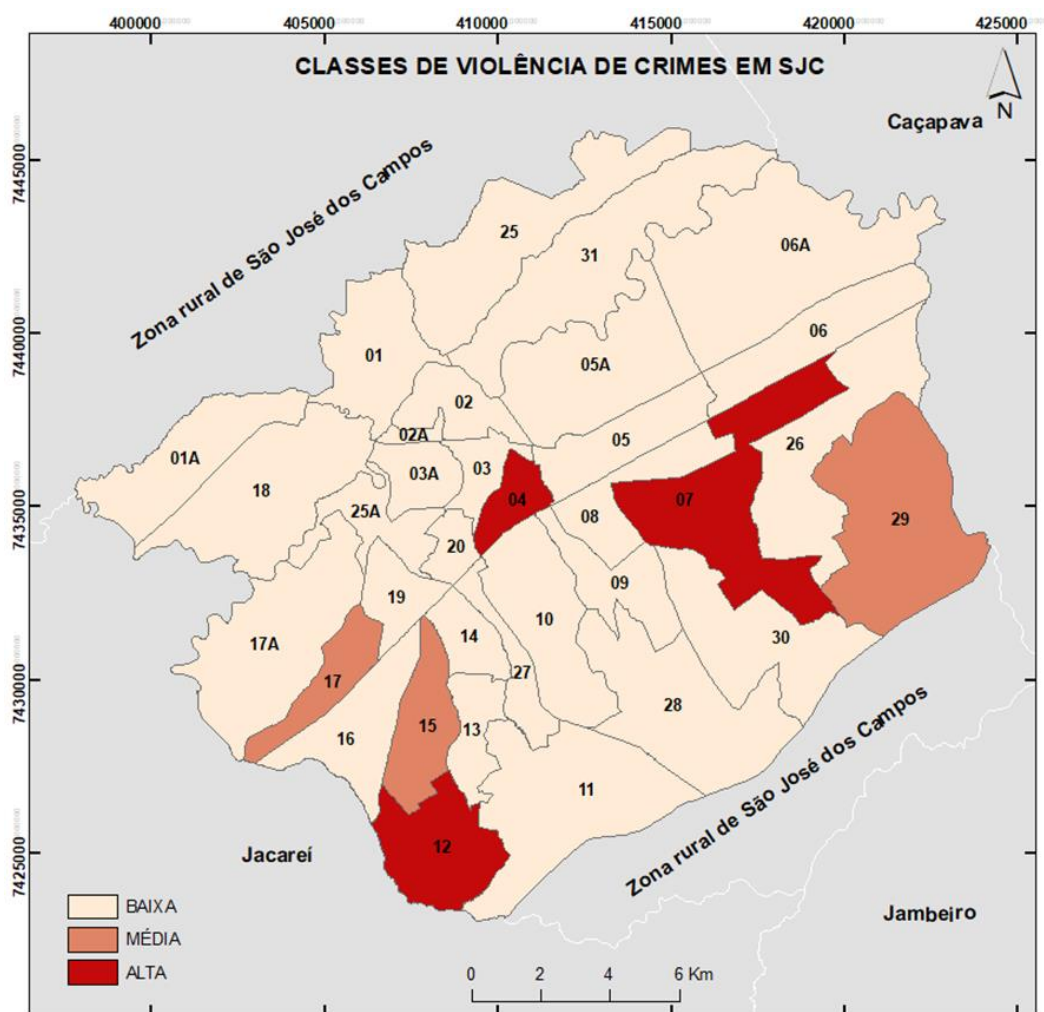 400000 405000 410000 415000 420000 425000
CLASSES DE VIOLÊNCIA DE CRIMES EM SJC
N
Caçapava
7445000
Zona rural de São José dos Campos
25
31
06A
7440000
01
06
05A
02
02A
05
26
01A
03A
03
18
04
07
7435000
25A
08
29
20
09
19
10
17A
14
30
27
7430000
17
28
15
13
16
11
Zona rural de São José dos Campos
12
7425000
Jacareí
Jambeiro
BAIXA
MÉDIA
ALTA
0 2 4 6 Km